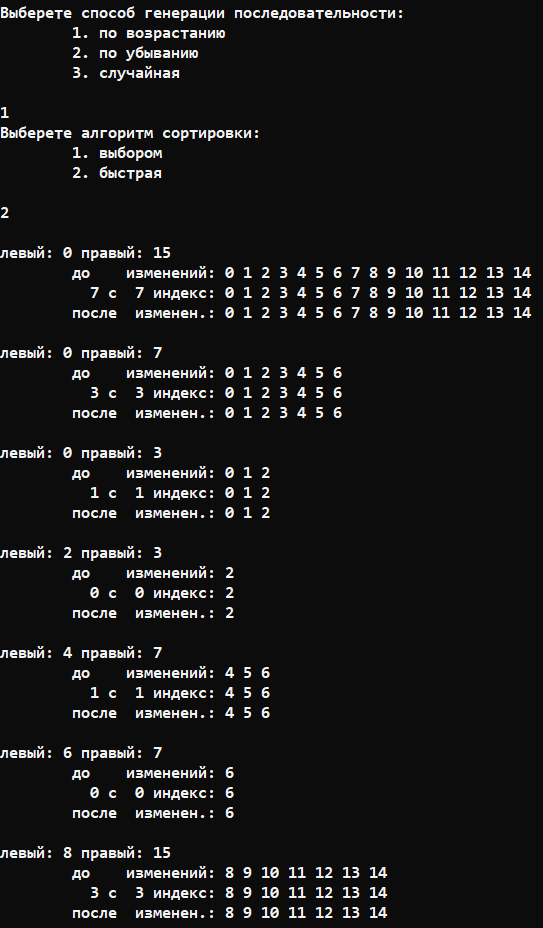 Выберете способ генерации последовательности:
1. по возрастанию
2. по убыванию
3. случайная
1
Выберете алгоритм сортировки:
1. выбором
2. быстрая
2
левый: 0 правый: 15
до изменений: 0 1 2 3 4 5 6 7 8 9 10 11 12 13 14
7 с 7 индекс: 0 1 2 3 4 5 6 7 8 9 10 11 12 13 14
после изменен.: 0 1 2 3 4 5 6 7 8 9 10 11 12 13 14
левый: 0 правый: 7
до изменений: 0 1 2 3 4 5 6
3 с 3 индекс: 0 1 2 3 4 5 6
после изменен.: 0 1 2 3 4 5 6
левый: 0 правый: 3
до изменений: 0 1 2
1 с 1 индекс: 0 1 2
после изменен.: 0 1 2
левый: 2 правый: 3
до изменений: 2
0 с 0 индекс: 2
после изменен.: 2
левый: 4 правый: 7
до изменений: 4 5 6
1 с 1 индекс: 4 5 6
после изменен.: 4 5 6
левый: 6 правый: 7
до изменений: 6
0 с 0 индекс: 6
после изменен.: 6
левый: 8 правый: 15
до изменений: 8 9 10 11 12 13 14
3 с 3 индекс: 8 9 10 11 12 13 14
после изменен.: 8 9 10 11 12 13 14